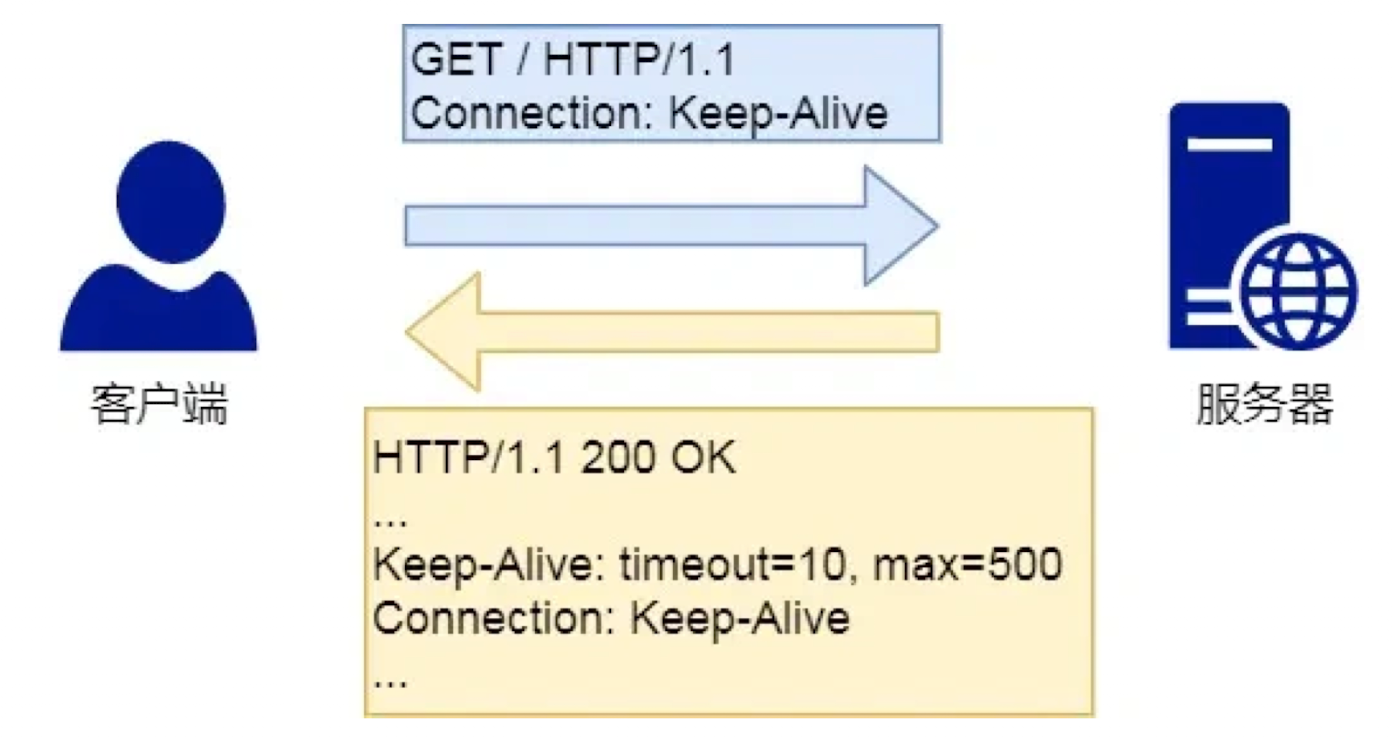 GET / HTTP/1.1
Connection: Keep-Alive
客户端
服务器
HTTP/1.1 200 OK
...
Keep-Alive: timeout=10, max=500
Connection: Keep-Alive
...